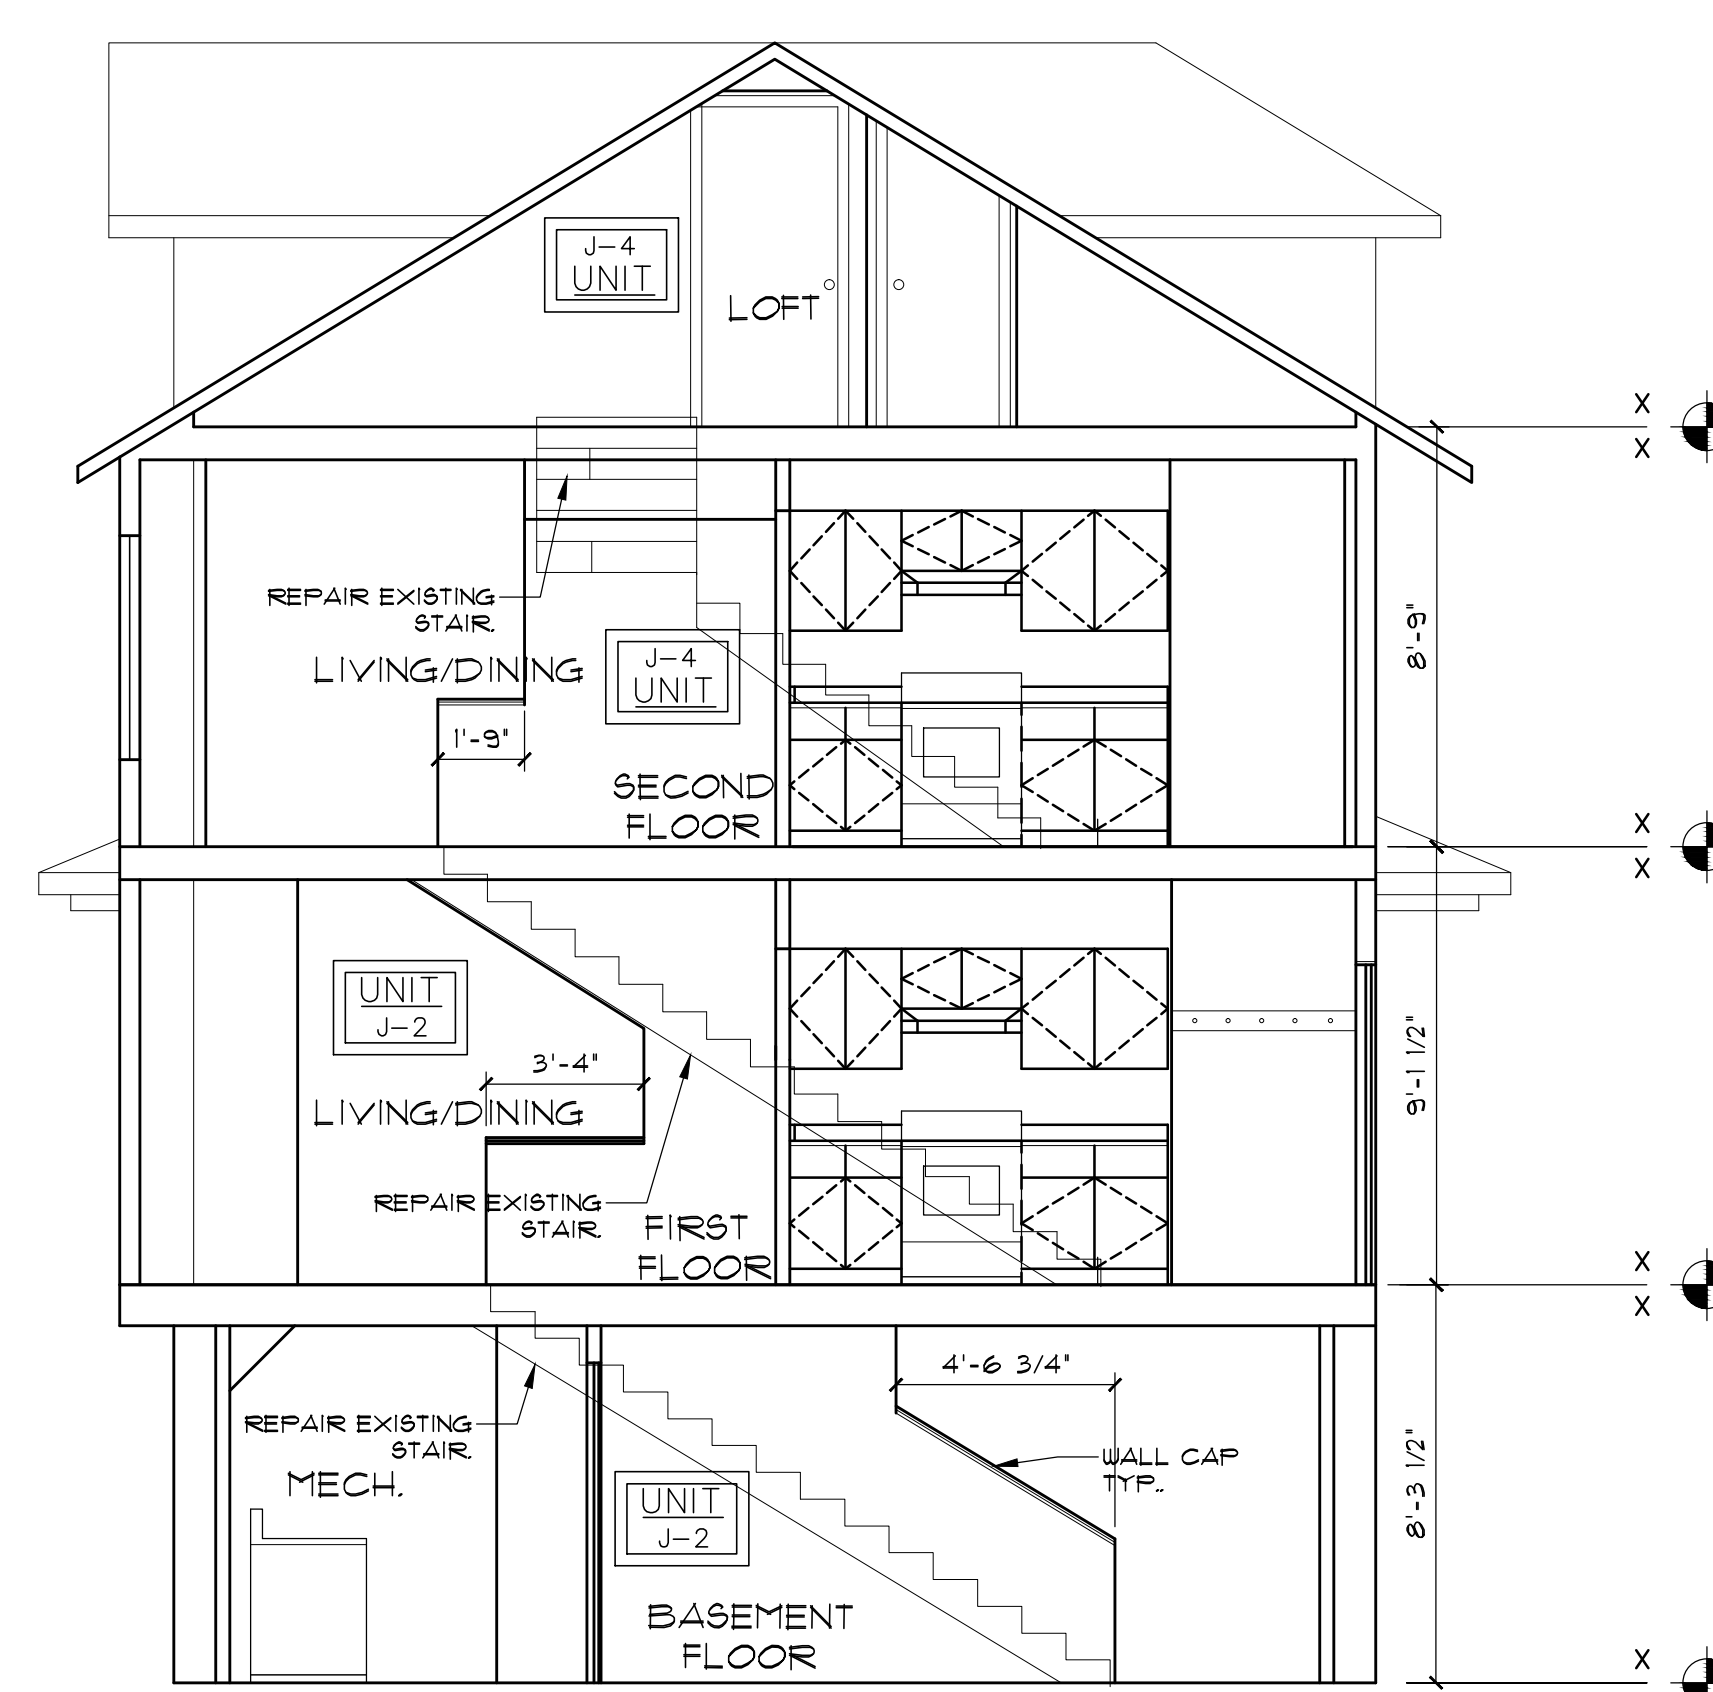 J-4
UNIT
LOFT
X
X
REPAIR EXISTING
STAIR.
LIVING/DINING
J-4
UNIT
8'-9"
1'-9"
SECOND
FLOOR
X
X
UNIT
J-2
3'-4"
LIVING/DINING
9'-1 1/2"
REPAIR EXISTING
STAIR.
FIRST
FLOOR
X
X
4'-6 3/4"
REPAIR EXISTING
STAIR.
MECH.
WALL CAP
TYP..
UNIT
J-2
8'-3 1/2"
BASEMENT
FLOOR
X